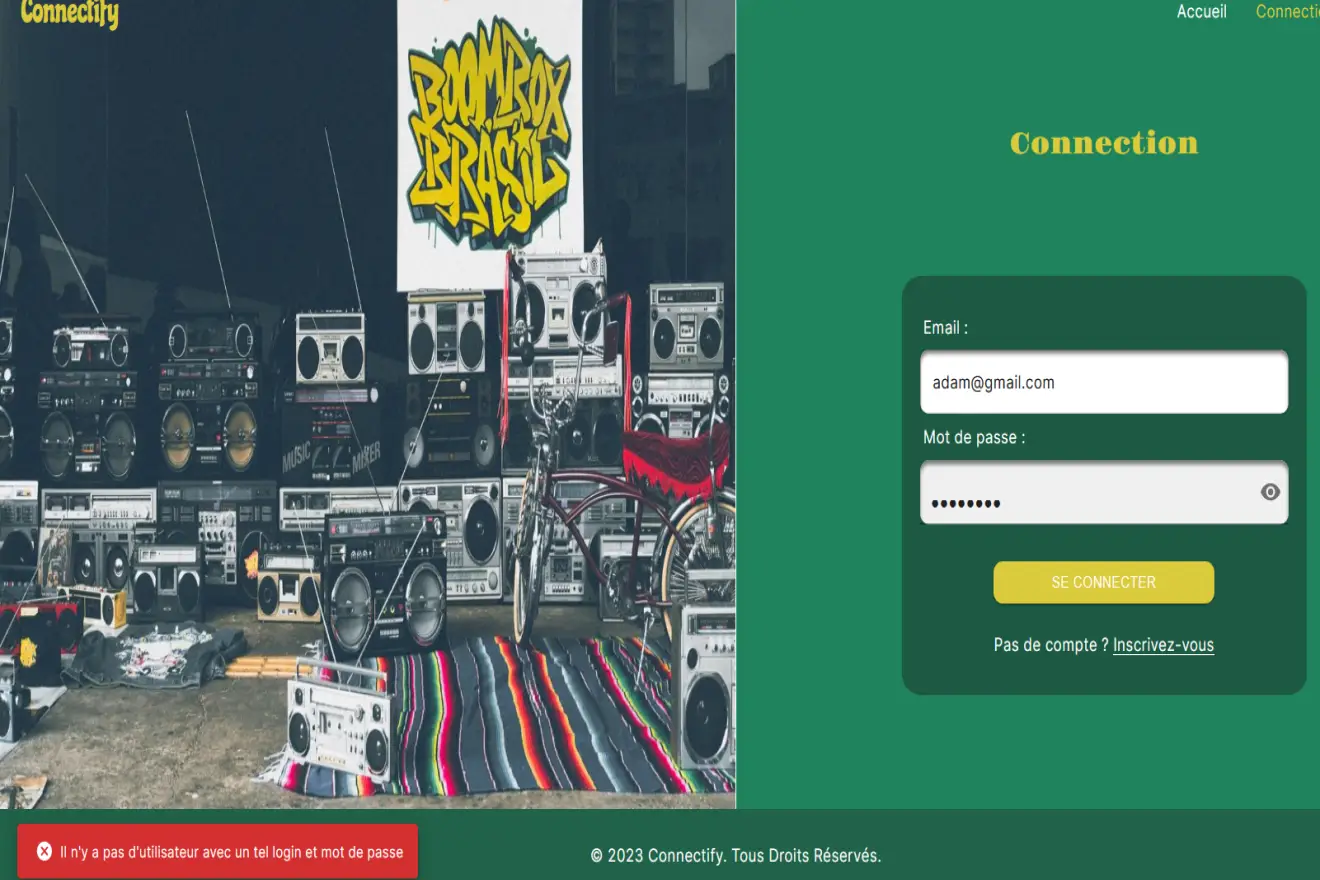 Connectify
Accueil
Connecti
BOOMBOX
BRASIL
Connection
Email :
adam@gmail.com
Mot de passe :
MUSIC
MIXER
SE CONNECTER
Pas de compte ? Inscrivez-vous
Il n'y a pas d'utilisateur avec un tel login et mot de passe
© 2023 Connectify. Tous Droits Réservés.